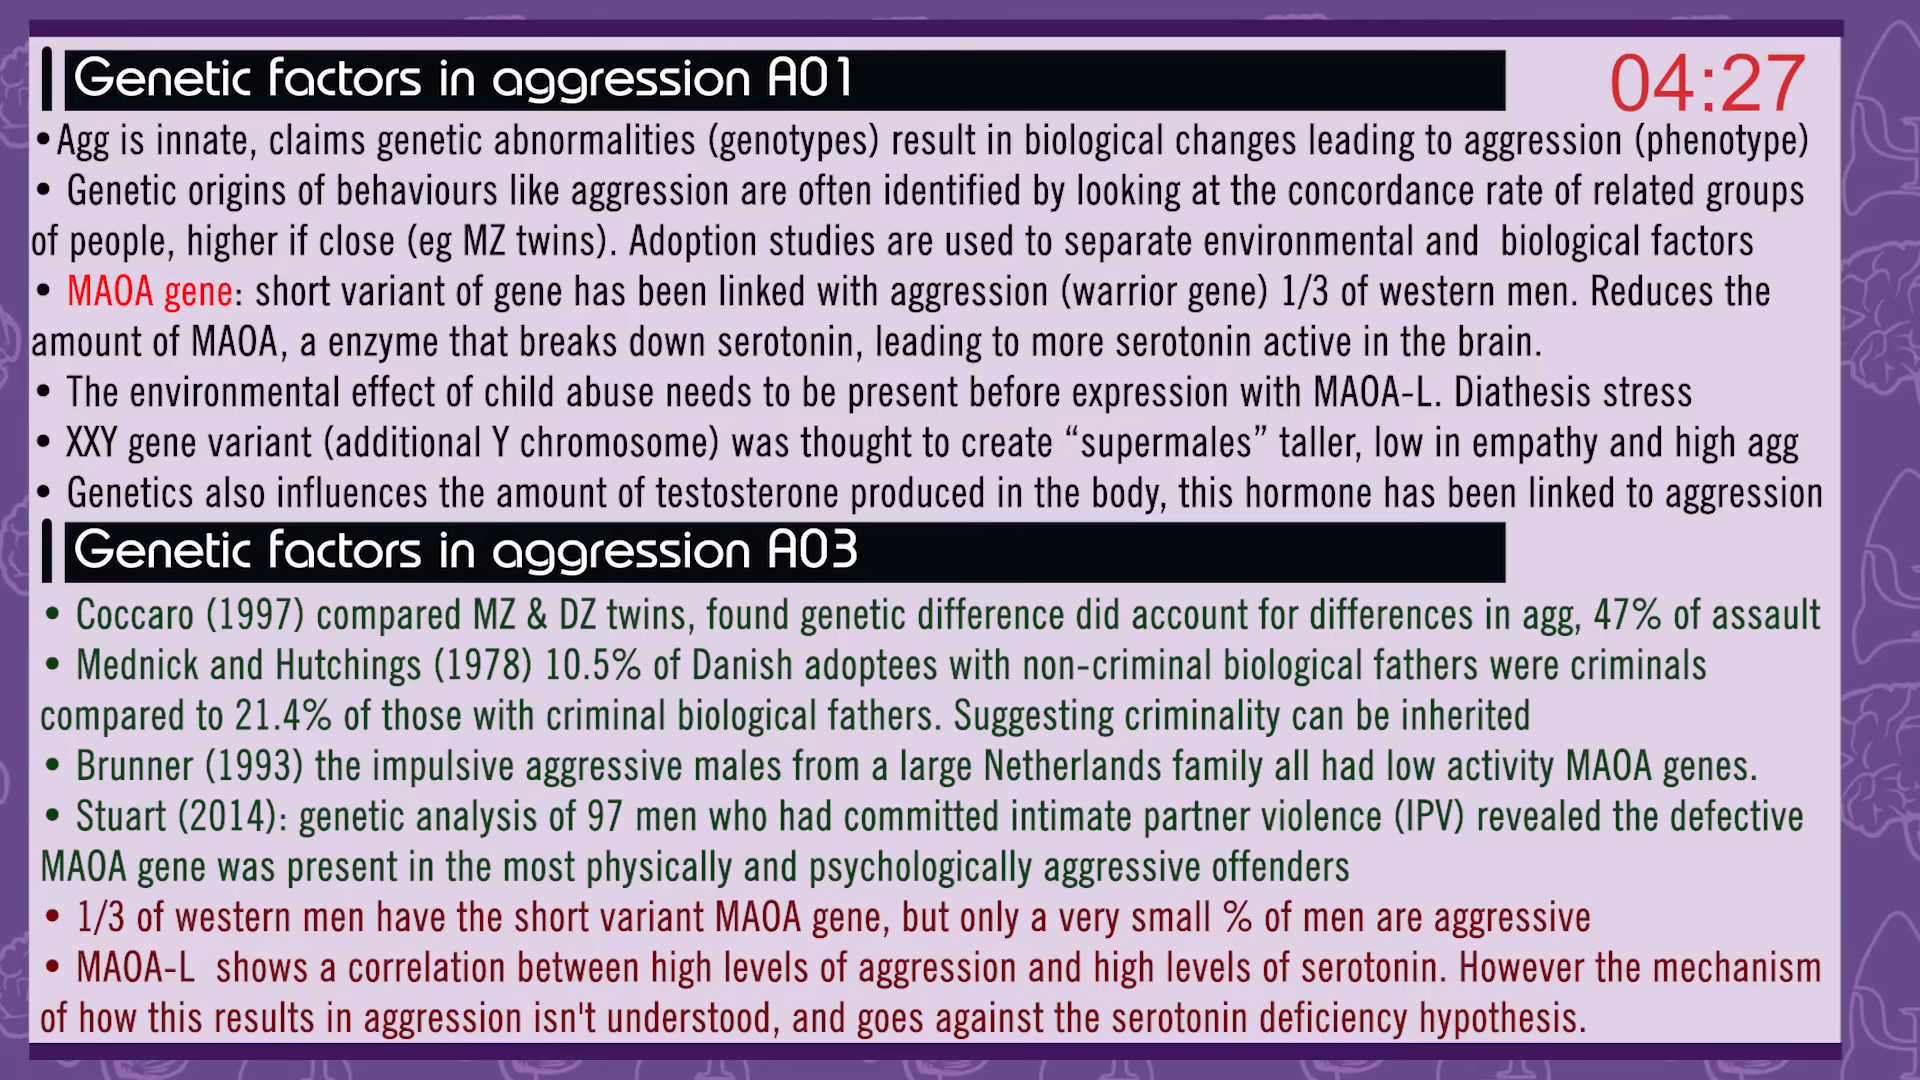 Genetic factors in aggression A01
04:27
•Agg is innate, claims genetic abnormalities (genotypes) result in biological changes leading to aggression (phenotype)
• Genetic origins of behaviours like aggression are often identified by looking at the concordance rate of related groups
of people, higher if close (eg MZ twins). Adoption studies are used to separate environmental and  biological factors
• MAOA gene: short variant of gene has been linked with aggression (warrior gene) 1/3 of western men. Reduces the
amount of MAOA, a enzyme that breaks down serotonin, leading to more serotonin active in the brain.
• The environmental effect of child abuse needs to be present before expression with MAOA-L. Diathesis stress
• XXY gene variant (additional Y chromosome) was thought to create “supermales” taller, low in empathy and high agg
• Genetics also influences the amount of testosterone produced in the body, this hormone has been linked to aggression
Genetic factors in aggression A03
• Coccaro (1997) compared MZ & DZ twins, found genetic difference did account for differences in agg, 47% of assault
• Mednick and Hutchings (1978) 10.5% of Danish adoptees with non-criminal biological fathers were criminals
compared to 21.4% of those with criminal biological fathers. Suggesting criminality can be inherited
• Brunner (1993) the impulsive aggressive males from a large Netherlands family all had low activity MAOA genes.
• Stuart (2014): genetic analysis of 97 men who had committed intimate partner violence (IPV) revealed the defective
MAOA gene was present in the most physically and psychologically aggressive offenders
• 1/3 of western men have the short variant MAOA gene, but only a very small % of men are aggressive
• MAOA-L  shows a correlation between high levels of aggression and high levels of serotonin. However the mechanism
of how this results in aggression isn't understood, and goes against the serotonin deficiency hypothesis.